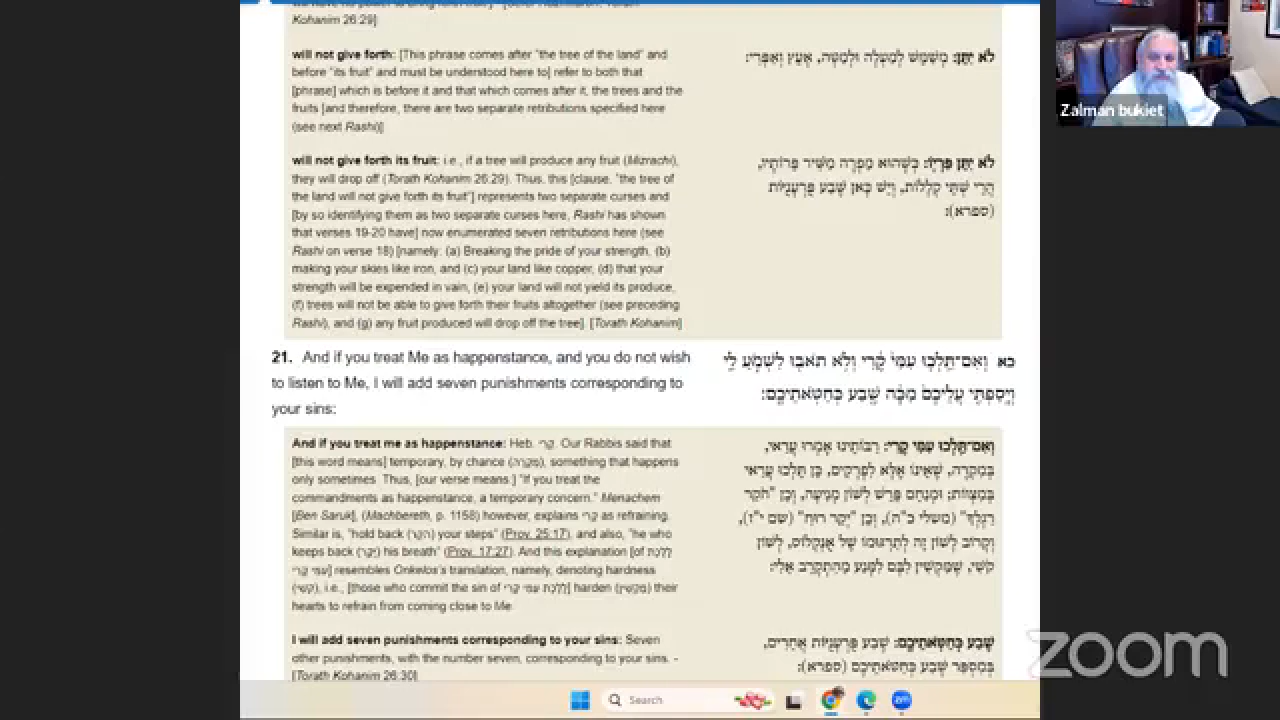 Kohanim 26:29]
will not give forth: [This phrase comes after "the tree of the land" and
before "its fruit" and must be understood here to] refer to both that
[phrase] which is before it and that which comes after it, the trees and the
fruits [and therefore, there are two separate retributions specified here
(see next Rashi)]
לֹא יִתֵּן: מְשַׁמֵּשׁ לְמַעְלָה וּלְמַטָּה, אָעֵץ וְאַפְּרִי:
will not give forth its fruit: i.e., if a tree will produce any fruit (Mizrachi),
they will drop off (Torath Kohanim 26:29). Thus, this [clause, "the tree of
the land will not give forth its fruit"] represents two separate curses and
[by so identifying them as two separate curses here, Rashi has shown
that verses 19-20 have] now enumerated seven retributions here (see
Rashi on verse 18) [namely: (a) Breaking the pride of your strength, (b)
making your skies like iron, and (c) your land like copper, (d) that your
strength will be expended in vain, (e) your land will not yield its produce,
(f) trees will not be able to give forth their fruits altogether (see preceding
Rashi), and (g) any fruit produced will drop off the tree]. [Torath Kohanim]
לֹא יִתֵּן פִּרְיוֹ: כְּשֶׁהוּא מַפְרֶה מַשִּׁיר פֵּרוֹתָיו,
הֲרֵי שְׁתֵּי קְלָלוֹת, וְיֵשׁ כָּאן שֶׁבַע פֻּרְעָנֻיּוֹת
(ספרא):
21. And if you treat Me as happenstance, and you do not wish
to listen to Me, I will add seven punishments corresponding to
your sins:
כא וְאִם־תֵּלְכ֤וּ עִמִּי֙ קֶ֔רִי וְלֹ֥א תֹאב֖וּ לִשְׁמֹ֣עַֽ לִ֑י
וְיָסַפְתִּ֤י עֲלֵיכֶם֙ מַכָּ֔ה שֶׁ֖בַע כְּחַטֹּאתֵיכֶֽם:
And if you treat me as happenstance: Heb. קֶרִי. Our Rabbis said that
[this word means] temporary, by chance (מִקְרֶה), something that happens
only sometimes. Thus, [our verse means:] "If you treat the
commandments as happenstance, a temporary concern." Menachem
[Ben Saruk], (Machbereth, p. 1158) however, explains קֶרִי as refraining.
Similar is, "hold back (הֹקַר) your steps" (Prov. 25:17), and also, "he who
keeps back (יְקַר) his breath" (Prov. 17:27). And this explanation [of לָלֶכֶת
עִמִּי קֶרִי] resembles Onkelos's translation, namely, denoting hardness
(קֹשִׁי), i.e., [those who commit the sin of לָלֶכֶת עִמִּי קֶרִי] harden (מַקְשִׁין) their
hearts to refrain from coming close to Me
וְאִם־תֵּלְכוּ עִמִּי קֶרִי: רַבּוֹתֵינוּ אָמְרוּ עֲרַאי,
בְּמִקְרֶה, שֶׁאֵינוֹ אֶלָּא לִפְרָקִים, כֵּן תֵּלְכוּ עֲרַאי
בַּמִּצְוֹת; וּמְנַחֵם פֵּרַשׁ לְשׁוֹן מְנִיעָה, וְכֵן "הֹקַר
רַגְלְךָ" (משלי כ"ה), וְכֵן "יְקַר רוּחַ" (שם י"ז),
וְקָרוֹב לָשׁוֹן זֶה לְתַרְגּוּמוֹ שֶׁל אֻנְקְלוֹס, לְשׁוֹן
קֹשִׁי, שֶׁמַּקְשִׁין לִבָּם לִמָּנַע מֵהִתְקָרֵב אֵלִי:
I will add seven punishments corresponding to your sins: Seven
other punishments, with the number seven, corresponding to your sins. -
[Torath Kohanim 26:30]
שֶׁבַע כְּחַטֹּאתֵיכֶם: שֶׁבַע פֻּרְעָנֻיּוֹת אֲחֵרִים,
בְּמִסְפַּר שֶׁבַע כְּחַטֹּאתֵיכֶם (ספרא):
Search
zm
Zalman bukiet
zoom